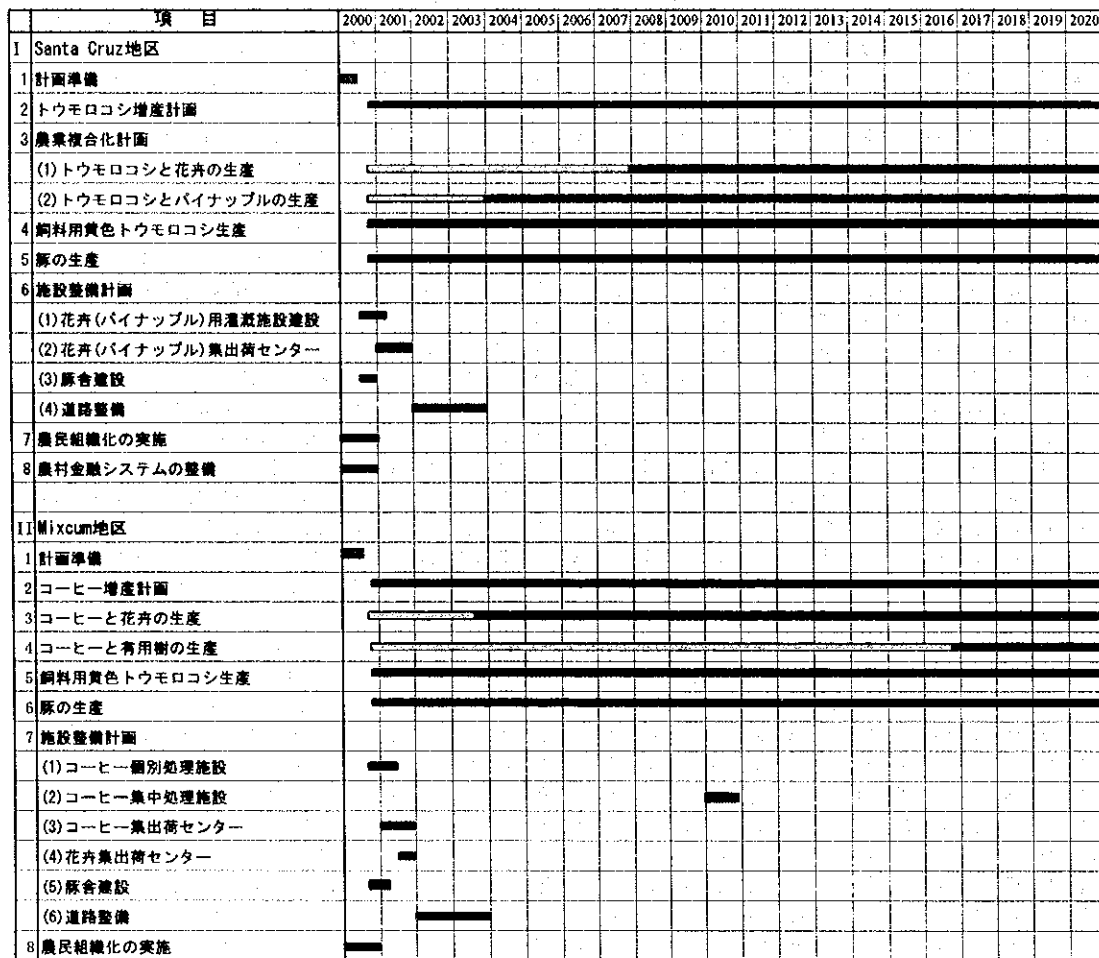 項 目 2000 2001 2002 2003 2004 2005 2006 2007 2008 2009 2010 2011 2012 2013 2014 2015 2016 2017 2018 2019 2020
I Santa Cruz地区
1 計画準備
2 トウモロコシ増産計画
3 農業複合化計画
(1)トウモロコシと花卉の生産
(2)トウモロコシとパイナップルの生産
4 飼料用黄色トウモロコシ生産
5 豚の生産
6 施設整備計画
(1)花卉(パイナップル)用灌漑施設建設
(2)花卉(パイナップル)集出荷センター
(3)豚舎建設
(4)道路整備
7 農民組織化の実施
8 農村金融システムの整備
II Mixcum地区
1 計画準備
2 コーヒー増産計画
3 コーヒーと花卉の生産
4 コーヒーと有用樹の生産
5 飼料用黄色トウモロコシ生産
6 豚の生産
7 施設整備計画
(1)コーヒー個別処理施設
(2)コーヒー集中処理施設
(3)コーヒー集出荷センター
(4)花卉集出荷センター
(5)豚舎建設
(6)道路整備
8 農民組織化の実施